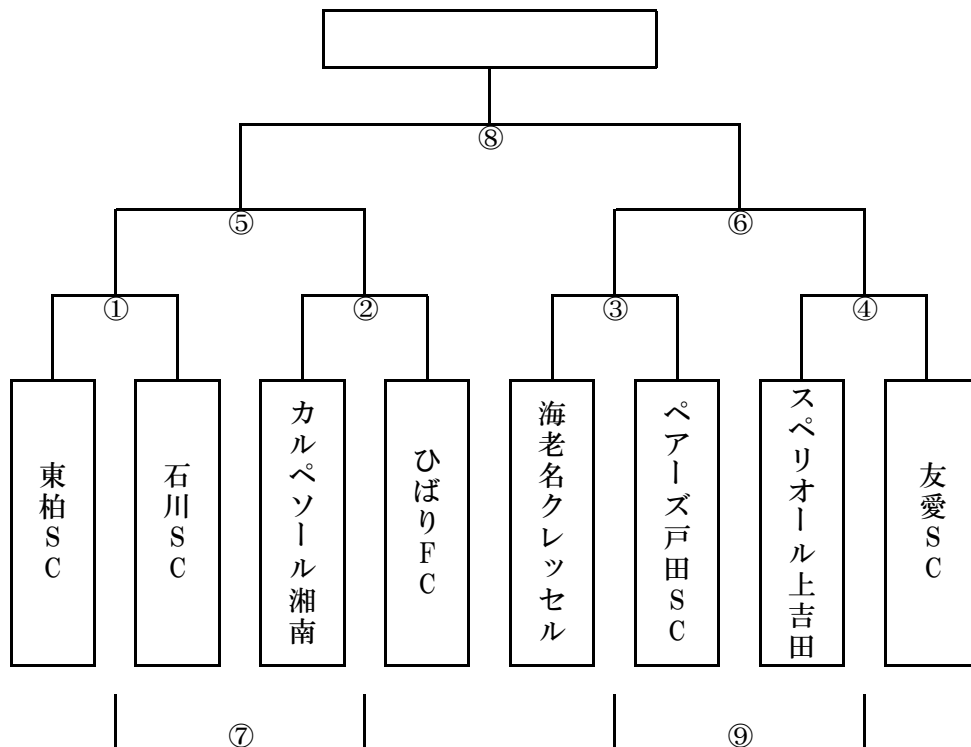 ⑧
⑤
⑥
①
②
③
④
東柏SC
石川SC
カルペソール湘南
ひばりFC
海老名クレッセル
ペアーズ戸田SC
スペリオール上吉田
友愛SC
⑦
⑨